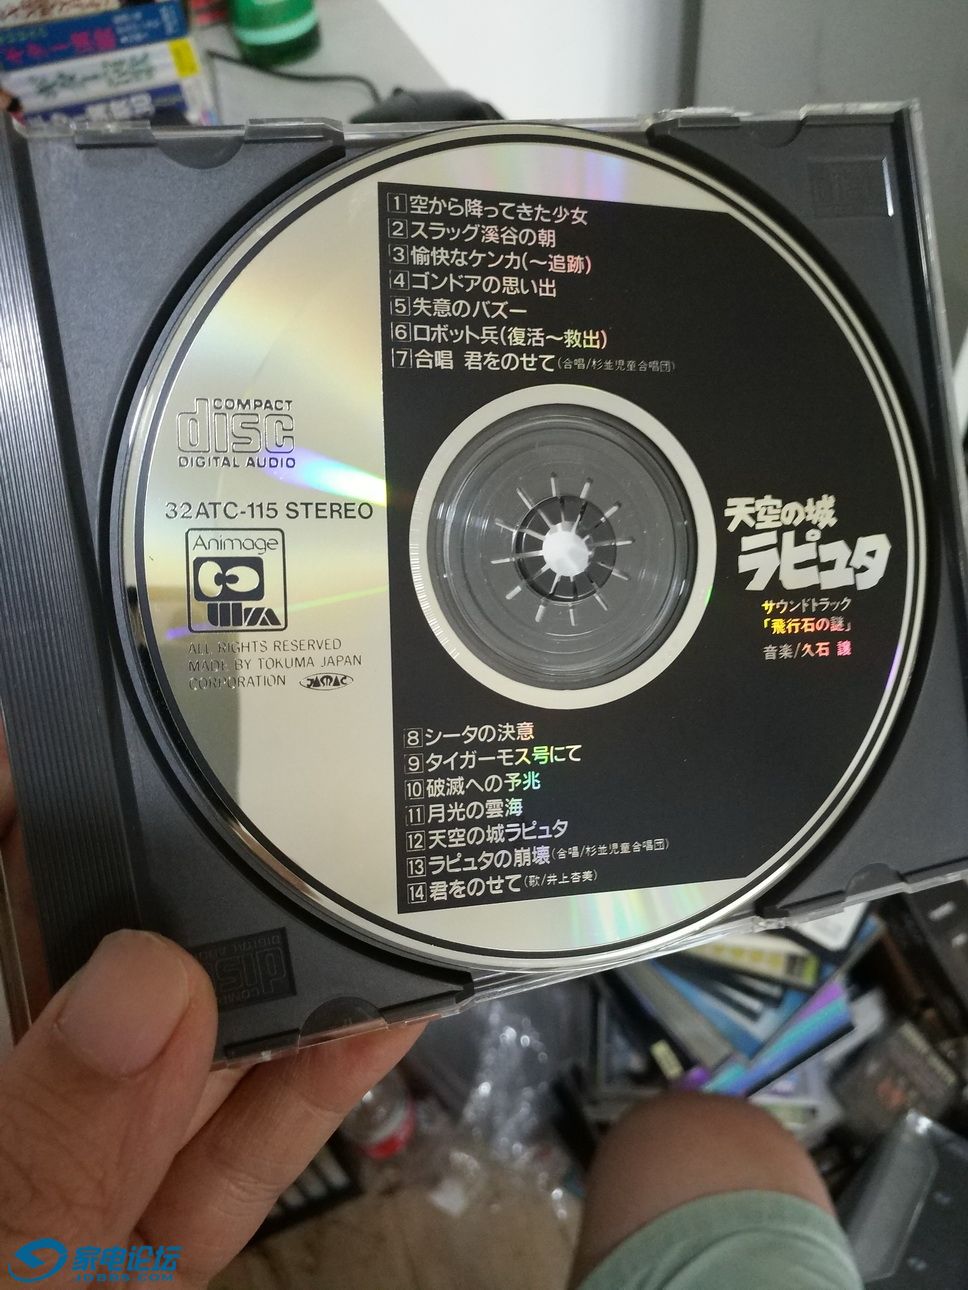 1 空から降ってきた少女
2 スラッグ溪谷の朝
3 愉快なケンカ(〜追跡)
4 ゴンドアの思い出
5 失意のパズー
6 ロボット兵(復活〜救出)
7 合唱 君をのせて(合唱/杉並児童合唱団)
COMPACT
disc
DIGITAL AUDIO
32ATC-115 STEREO
Animage
ALL RIGHTS RESERVED
MADE BY TOKUMA JAPAN
CORPORATION JASRAC
天空の城
ラピュタ
サウンドトラック
「飛行石の謎」
音楽/久石 譲
8 シータの決意
9 タイガーモス号にて
10 破滅への予兆
11 月光の雲海
12 天空の城ラピュタ
13 ラピュタの崩壊(合唱/杉並児童合唱団)
14 君をのせて(歌/井上杏美)
家电论坛
JDBBS.COM